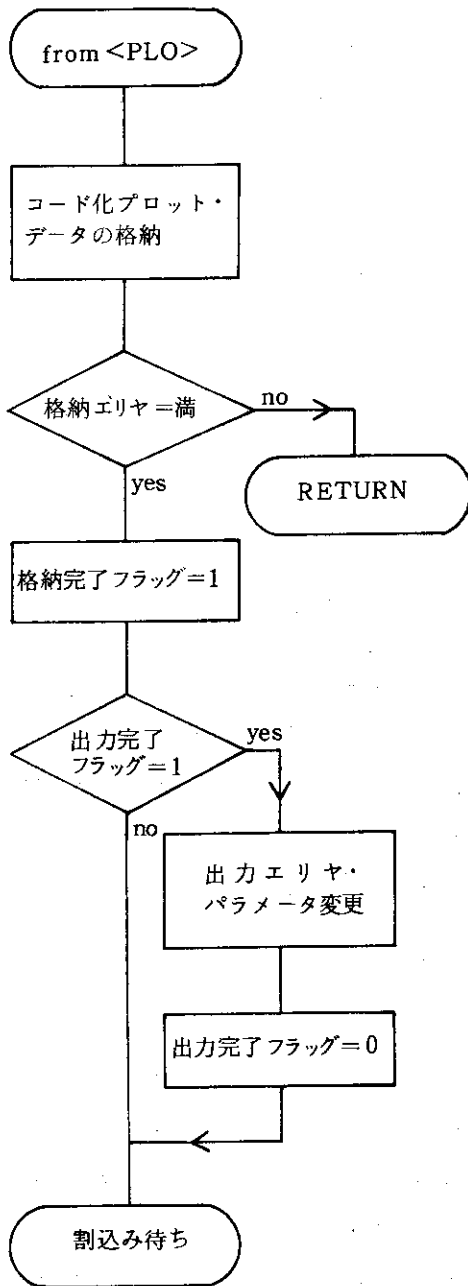 from <PLO>
コード化プロット・
データの格納
格納エリヤ=満
no
RETURN
yes
格納完了フラッグ=1
出力完了
フラッグ=1
yes
no
出力エリヤ・
パラメータ変更
出力完了フラッグ=0
割込み待ち